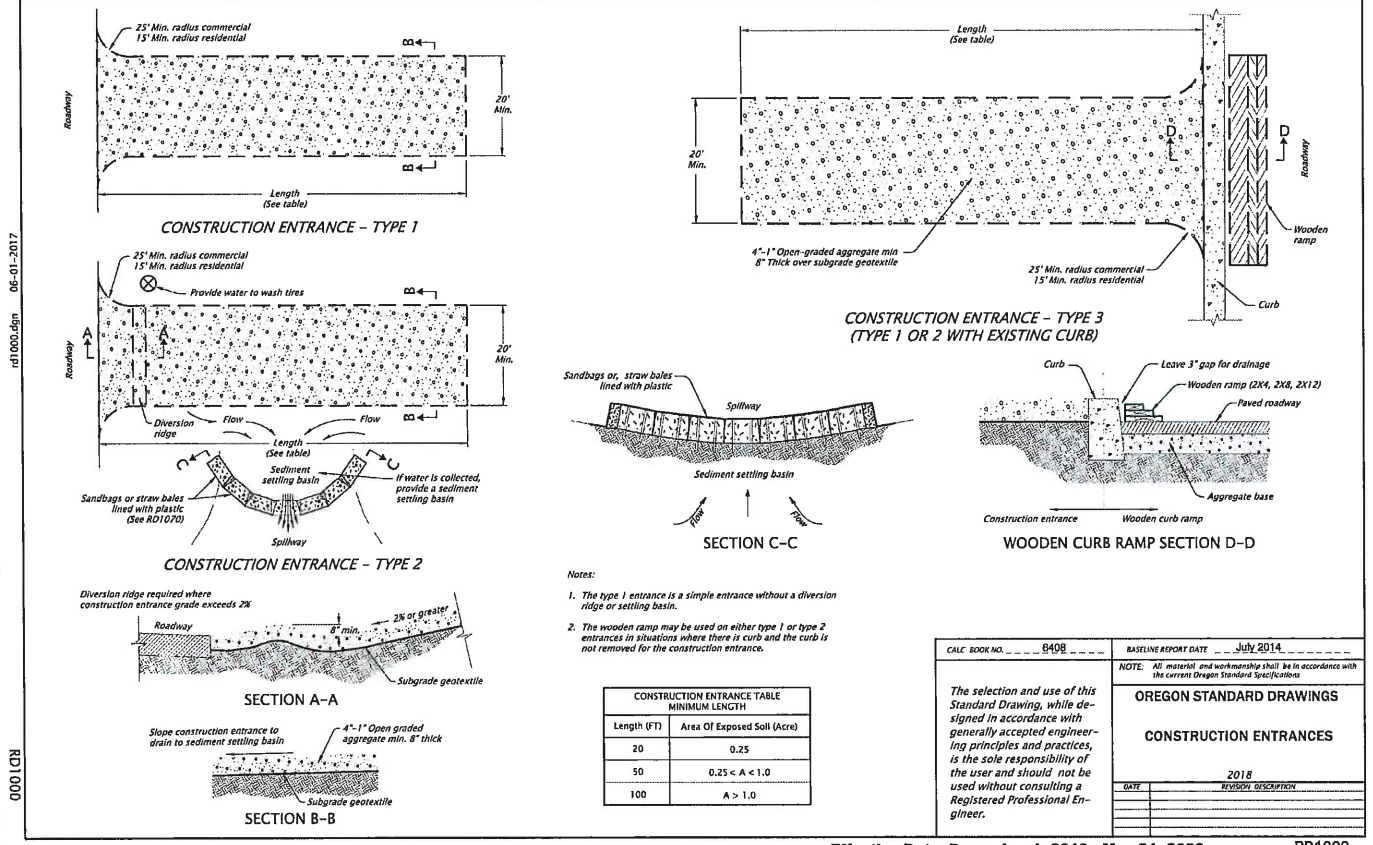 25' Min. radius commercial
15' Min. radius residential
B
Roadway
20'
Min.
B
Length
(See table)
CONSTRUCTION ENTRANCE – TYPE 1
25' Min. radius commercial
15' Min. radius residential
Provide water to wash tires
B
A
A
Roadway
20'
Min.
B
Diversion
ridge
Flow
Flow
Length
(See table)
C
C
Sediment
settling basin
If water is collected,
provide a sediment
settling basin
Sandbags or straw bales
lined with plastic
(See RD1070)
Spillway
CONSTRUCTION ENTRANCE – TYPE 2
Diversion ridge required where
construction entrance grade exceeds 2%
Roadway
8" min.
2% or greater
Subgrade geotextile
SECTION A–A
Slope construction entrance to
drain to sediment settling basin
4"–1" Open graded
aggregate min. 8" thick
Subgrade geotextile
SECTION B–B
Length
(See table)
20'
Min.
D
D
Roadway
Wooden
ramp
4"–1" Open–graded aggregate min
8" Thick over subgrade geotextile
25' Min. radius commercial
15' Min. radius residential
Curb
CONSTRUCTION ENTRANCE – TYPE 3
(TYPE 1 OR 2 WITH EXISTING CURB)
Sandbags or, straw bales
lined with plastic
Spillway
Sediment settling basin
Flow
Flow
SECTION C–C
Curb
Leave 3" gap for drainage
Wooden ramp (2X4, 2X8, 2X12)
Paved roadway
Aggregate base
Construction entrance
Wooden curb ramp
WOODEN CURB RAMP SECTION D–D
Notes:
1. The type 1 entrance is a simple entrance without a diversion
ridge or settling basin.
2. The wooden ramp may be used on either type 1 or type 2
entrances in situations where there is curb and the curb is
not removed for the construction entrance.
CONSTRUCTION ENTRANCE TABLE
MINIMUM LENGTH
Length (FT) Area Of Exposed Soil (Acre)
20 0.25
50 0.25 < A < 1.0
100 A > 1.0
CALC BOOK NO. 6408
BASELINE REPORT DATE July 2014
NOTE: All material and workmanship shall be in accordance with
the current Oregon Standard Specifications
The selection and use of this
Standard Drawing, while de-
signed in accordance with
generally accepted engineer-
ing principles and practices,
is the sole responsibility of
the user and should not be
used without consulting a
Registered Professional En-
gineer.
OREGON STANDARD DRAWINGS
CONSTRUCTION ENTRANCES
2018
DATE REVISION DESCRIPTION
rd1000.dgn 06-01-2017
RD1000
RD1000